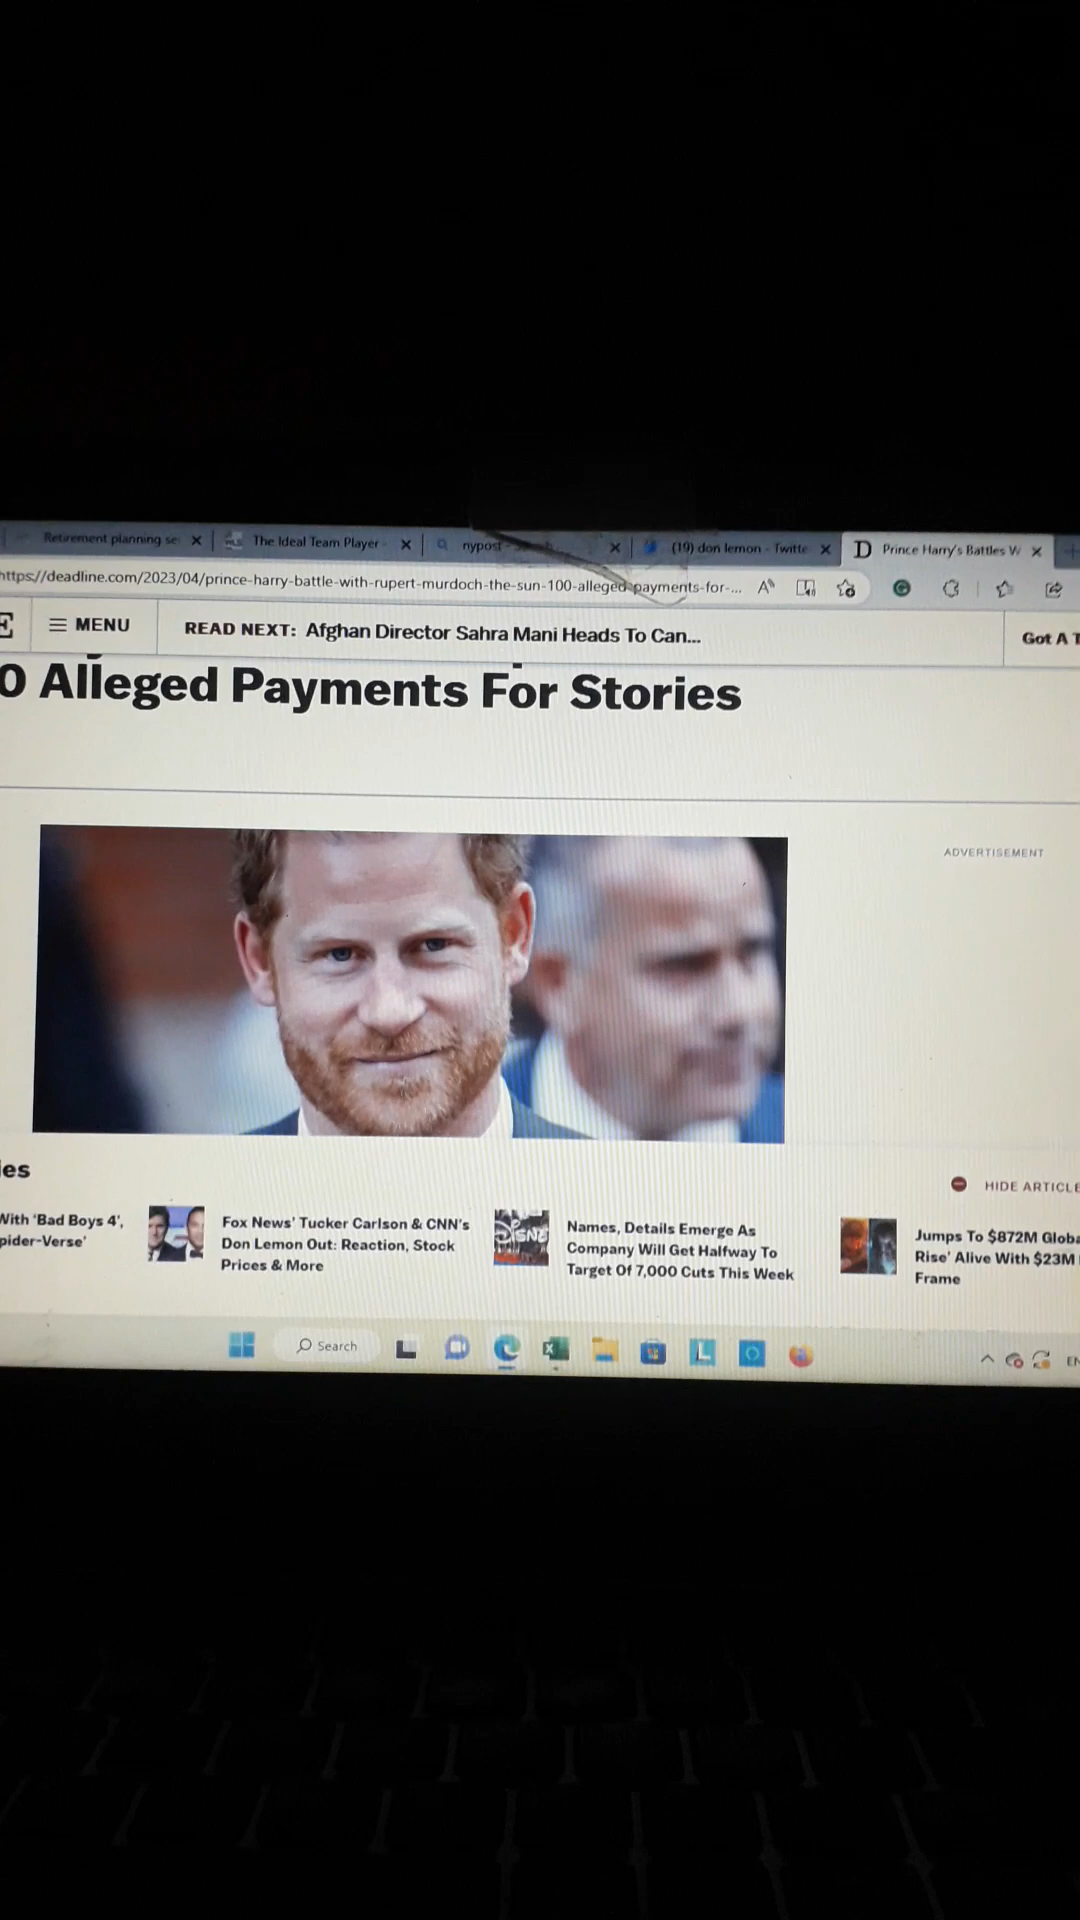 Retirement planning se
The Ideal Team Player -
nypost -
(19) don lemon - Twitte
Prince Harry's Battles W
https://deadline.com/2023/04/prince-harry-battle-with-rupert-murdoch-the-sun-100-alleged-payments-for-...
E
MENU
READ NEXT: Afghan Director Sahra Mani Heads To Can...
Got A T
0 Alleged Payments For Stories
ADVERTISEMENT
ies
HIDE ARTICLE
With 'Bad Boys 4',
pider-Verse'
Fox News' Tucker Carlson & CNN's
Don Lemon Out: Reaction, Stock
Prices & More
Names, Details Emerge As
Company Will Get Halfway To
Target Of 7,000 Cuts This Week
Jumps To $872M Globa
Rise' Alive With $23M
Frame
Search
EN